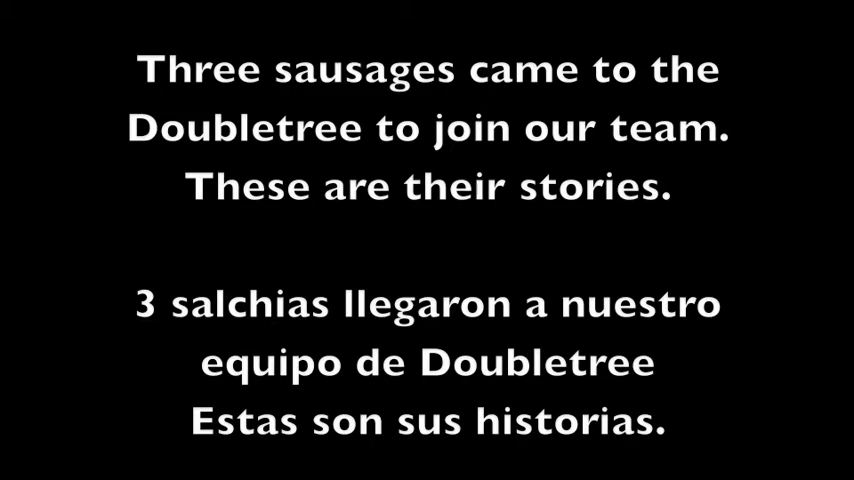 Three sausages came to the
Doubletree to join our team.
These are their stories.
3 salchias llegaron a nuestro
equipo de Doubletree
Estas son sus historias.